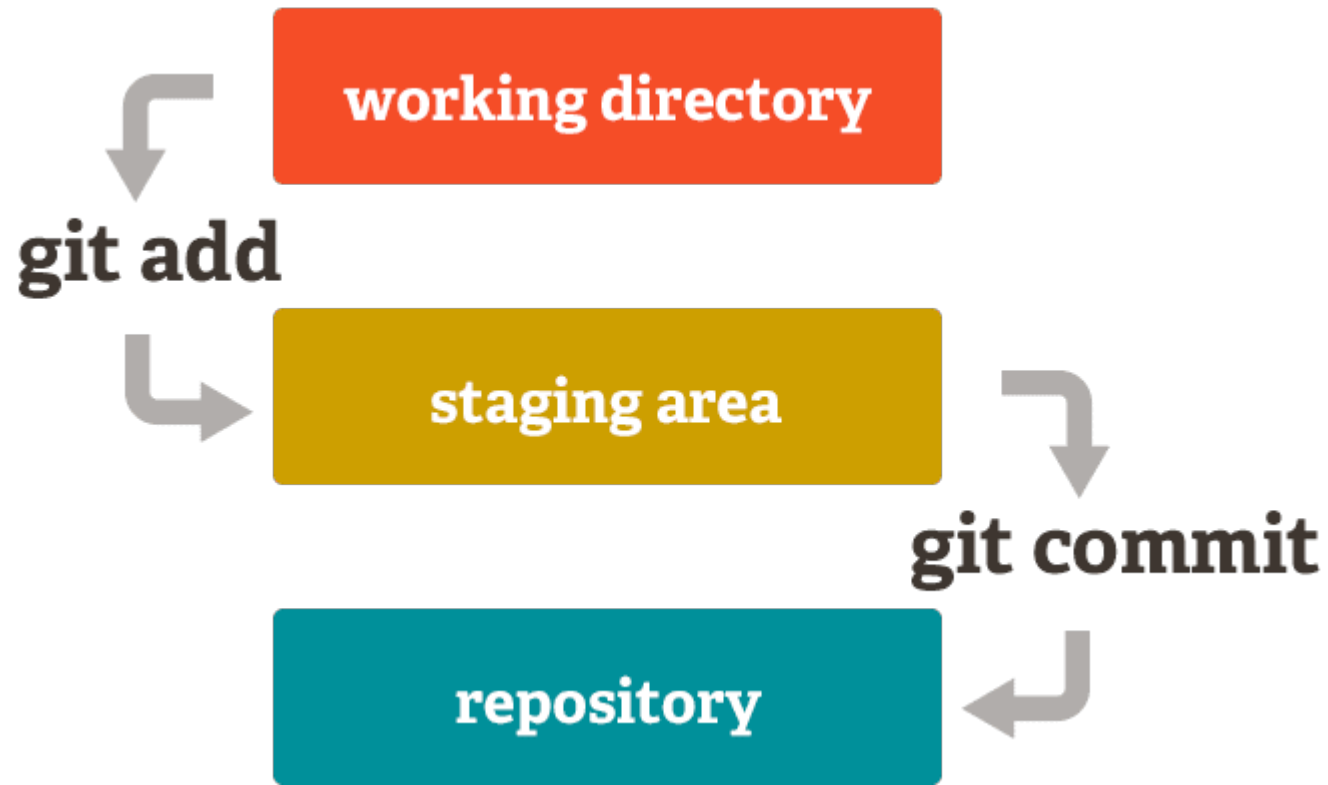 working directory
git add
staging area
git commit
repository